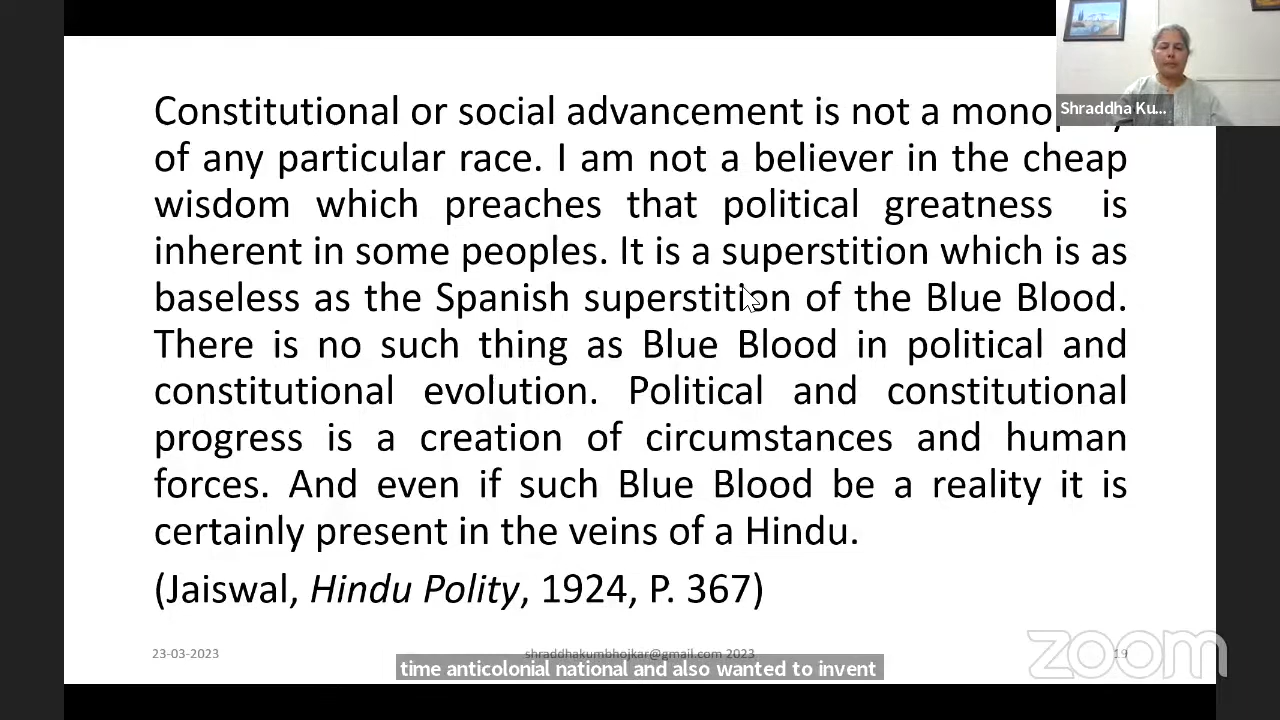 Constitutional or social advancement is not a
of any particular race. I am not a believer in the cheap
wisdom which preaches that political greatness is
inherent in some peoples. It is a superstition which is as
baseless as the Spanish superstition of the Blue Blood.
There is no such thing as Blue Blood in political and
constitutional evolution. Political and constitutional
progress is a creation of circumstances and human
forces. And even if such Blue Blood be a reality it is
certainly present in the veins of a Hindu.
(Jaiswal, Hindu Polity, 1924, P. 367)
Shraddha Ku...
23-03-2023
shraddhakumbhojkar@gmail.com 2023
19
time anticolonial national and also wanted to invent
zoom